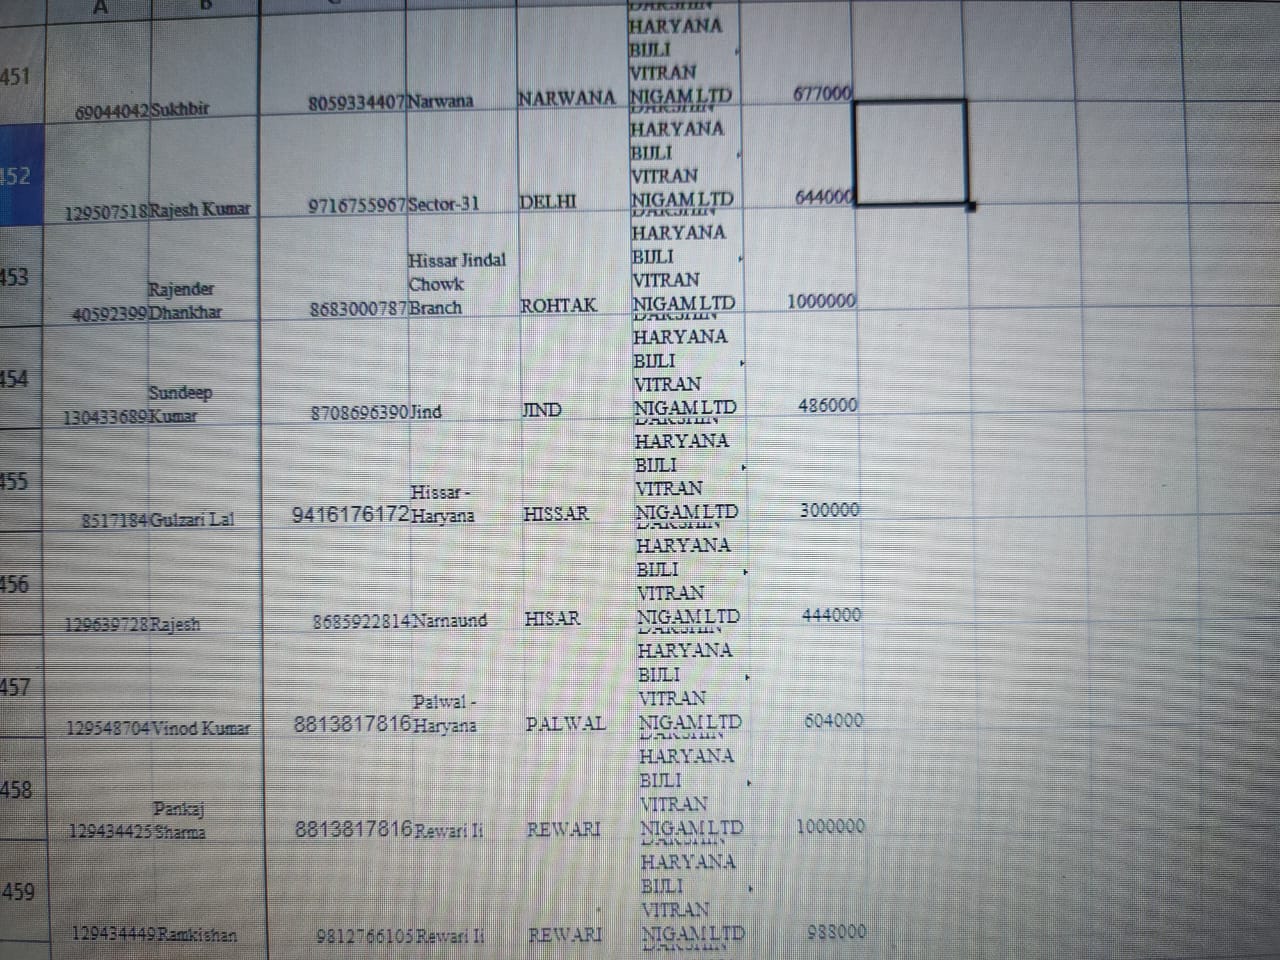 A B
DAKSHIN
HARYANA
BIJLI
VITRAN
451 69044042 Sukhbir 8059334407 Narwana NARWANA NIGAM LTD 677000
DAKSHIN
HARYANA
BIJLI
VITRAN
452 129507518 Rajesh Kumar 9716755967 Sector-31 DELHI NIGAM LTD 644000
DAKSHIN
HARYANA
Hissar Jindal BIJLI
453 Rajender Chowk VITRAN
40592399 Dhankhar 8683000787 Branch ROHTAK NIGAM LTD 1000000
DAKSHIN
HARYANA
BIJLI
454 Sundeep VITRAN
130433689 Kumar 8708696390 Jind JIND NIGAM LTD 486000
DAKSHIN
HARYANA
BIJLI
455 Hissar - VITRAN
8517184 Gulzari Lal 9416176172 Haryana HISSAR NIGAM LTD 300000
DAKSHIN
HARYANA
BIJLI
456 VITRAN
129639728 Rajesh 8685922814 Narnaund HISAR NIGAM LTD 444000
DAKSHIN
HARYANA
BIJLI
457 Palwal - VITRAN
129548704 Vinod Kumar 8813817816 Haryana PALWAL NIGAM LTD 604000
DAKSHIN
HARYANA
BIJLI
458 Pankaj VITRAN
129434425 Sharma 8813817816 Rewari Ii REWARI NIGAM LTD 1000000
DAKSHIN
HARYANA
BIJLI
459 VITRAN
129434449 Ramkishan 9812766105 Rewari Ii REWARI NIGAM LTD 988000
DAKSHIN